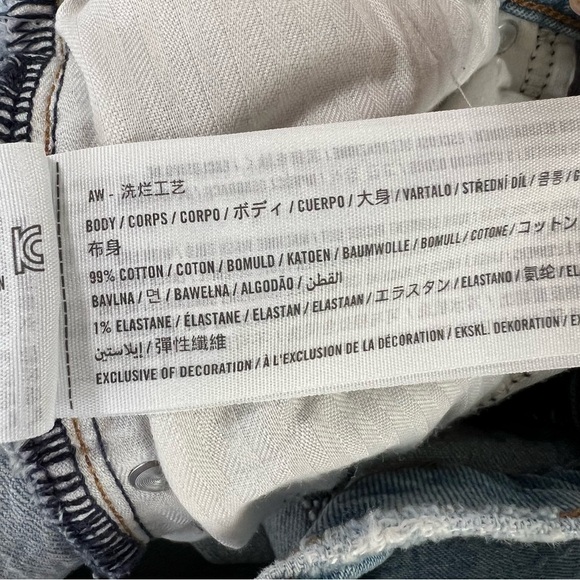 AW - 洗烂工艺
BODY / CORPS / CORPO / ボディ / CUERPO / 大身 / VARTALO / STŘEDNÍ DÍL / 몸통 / G
布身
99% COTTON / COTON / BOMULD / KATOEN / BAUMWOLLE / BOMULL / COTONE / コットン
BAVLNA / 면 / BAWEŁNA / ALGODÃO / القطن
1% ELASTANE / ÉLASTANE / ELASTAN / ELASTAAN / エラスタン / ELASTANO / 氨纶 / EL
إيلاستين / 彈性纖維
EXCLUSIVE OF DECORATION / À L'EXCLUSION DE LA DÉCORATION / EKSKL. DEKORATION / EX